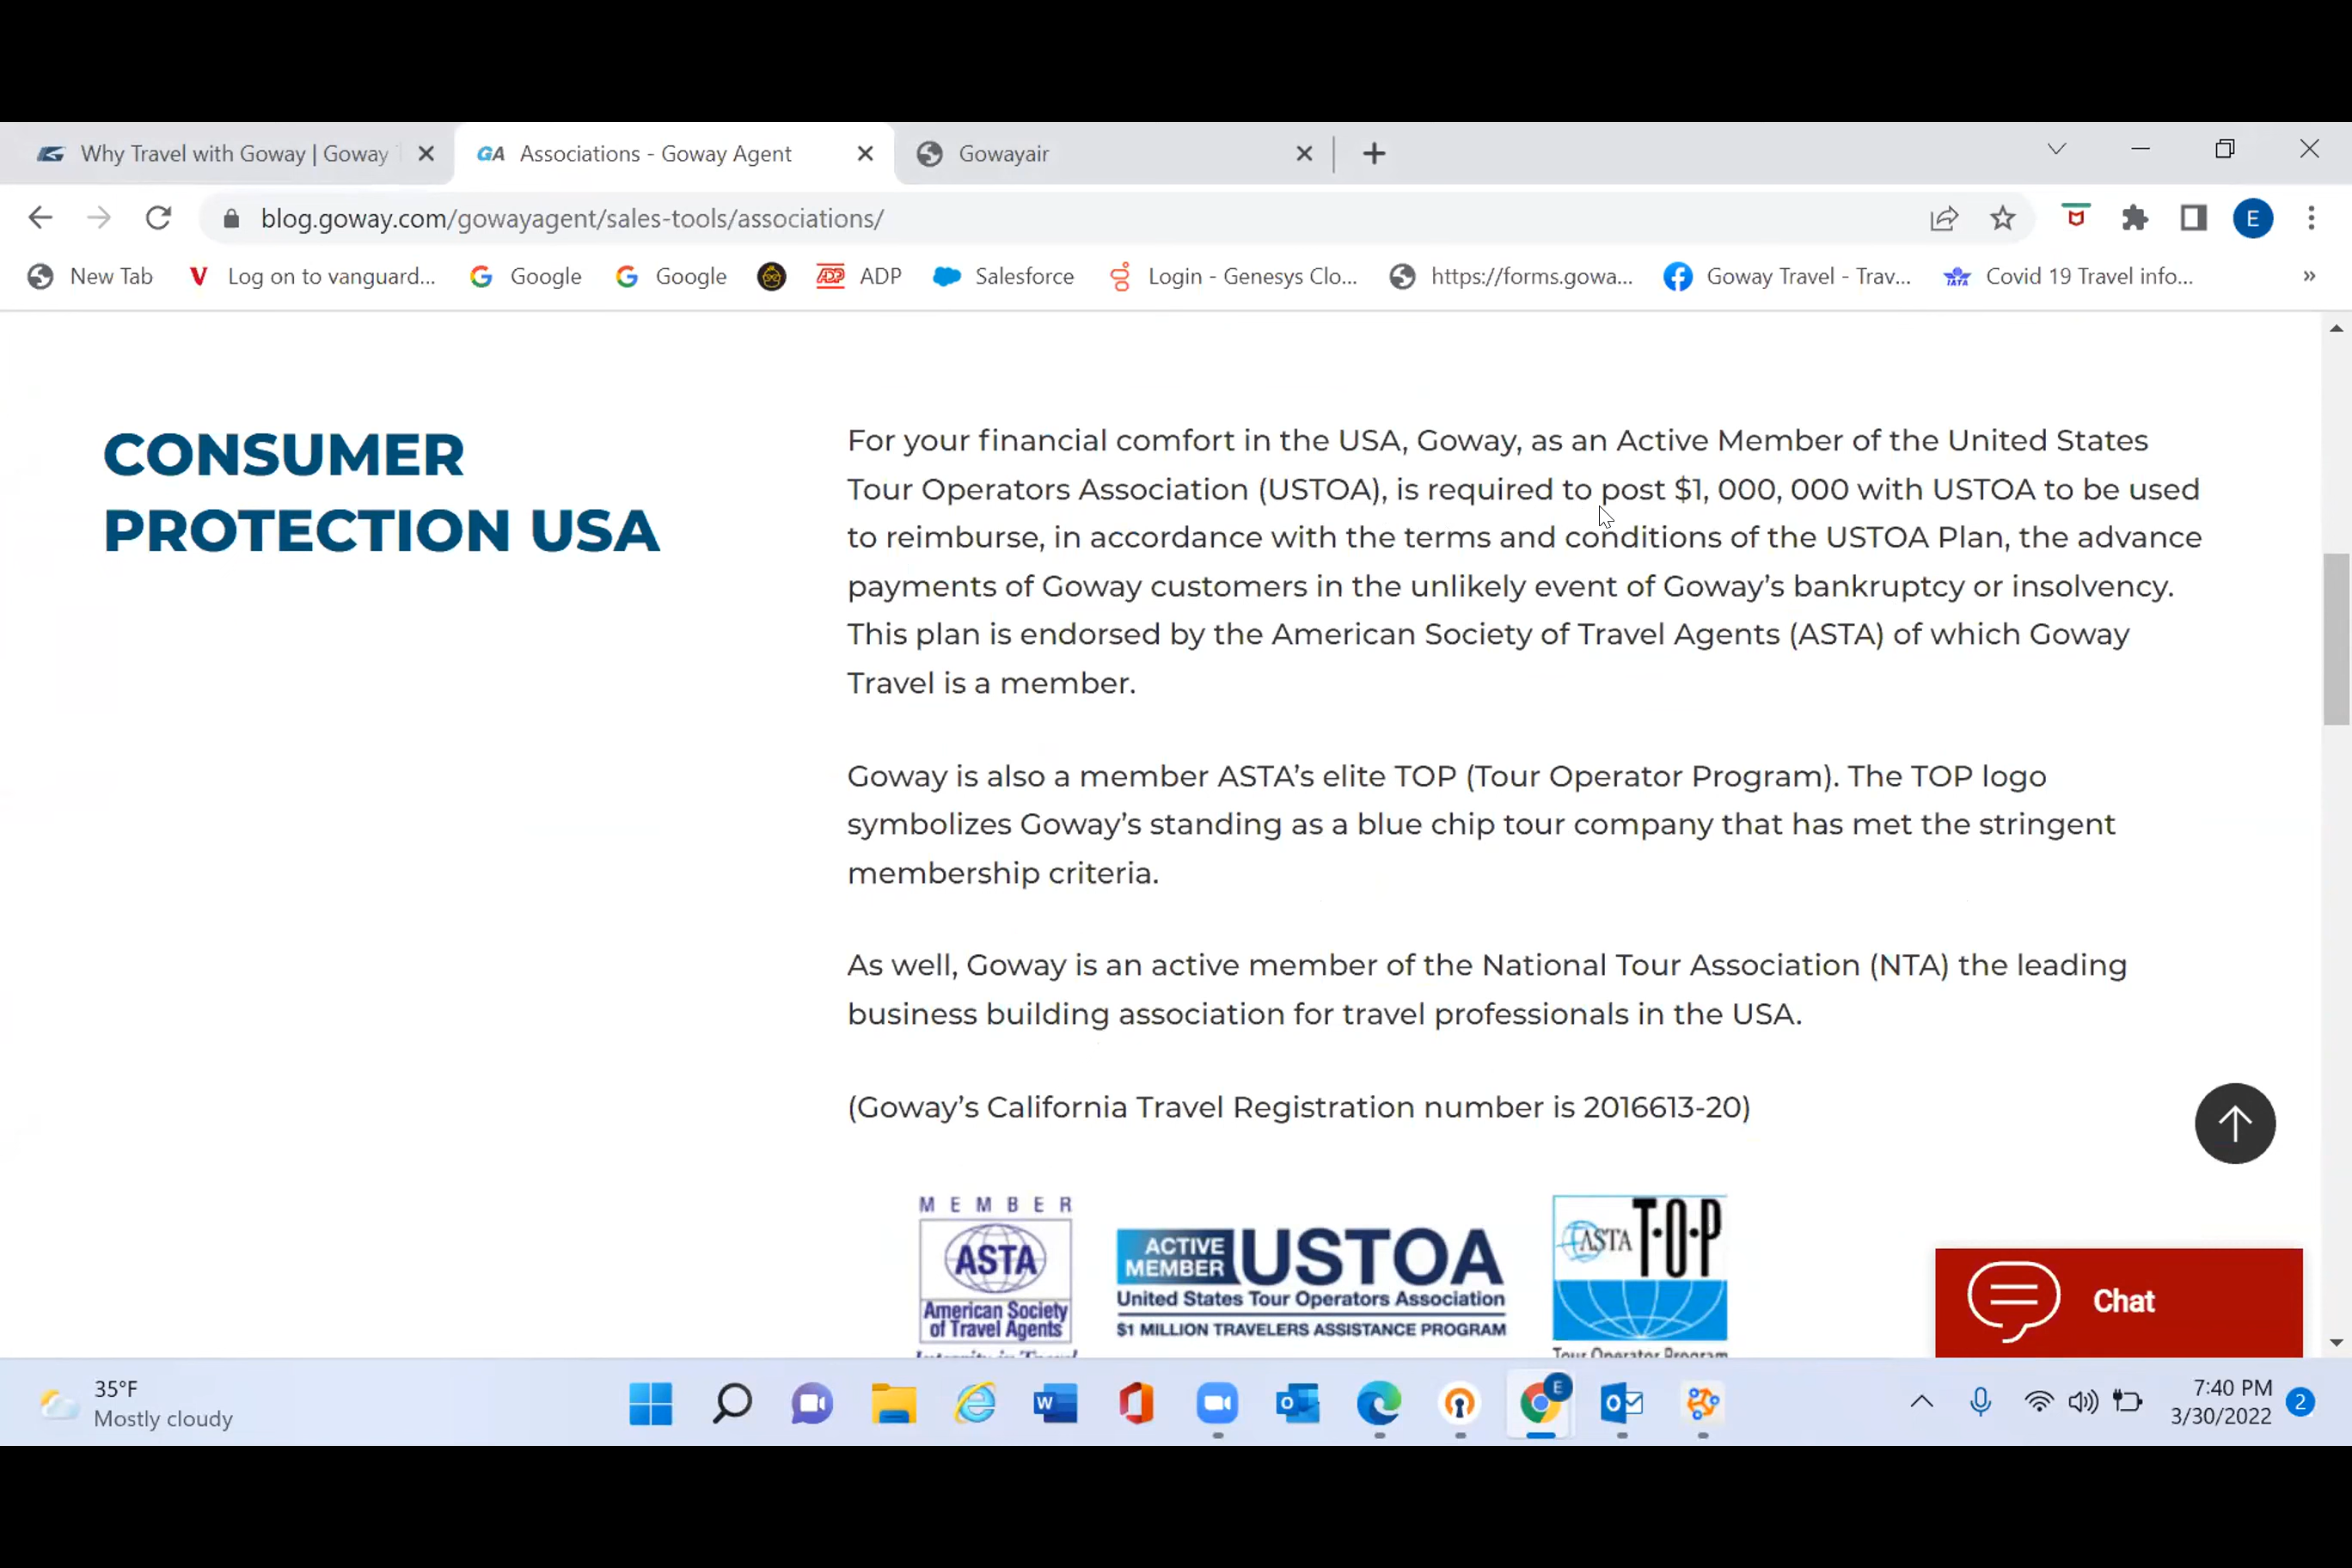 Why Travel with Goway | Goway
GA Associations - Goway Agent
Gowayair
blog.goway.com/gowayagent/sales-tools/associations/
E
New Tab
V Log on to vanguard...
Google
Google
ADP ADP
Salesforce
Login - Genesys Clo...
https://forms.gowa...
Goway Travel - Trav...
IATA Covid 19 Travel info...
»
CONSUMER
PROTECTION USA
For your financial comfort in the USA, Goway, as an Active Member of the United States
Tour Operators Association (USTOA), is required to post $1, 000, 000 with USTOA to be used
to reimburse, in accordance with the terms and conditions of the USTOA Plan, the advance
payments of Goway customers in the unlikely event of Goway’s bankruptcy or insolvency.
This plan is endorsed by the American Society of Travel Agents (ASTA) of which Goway
Travel is a member.
Goway is also a member ASTA’s elite TOP (Tour Operator Program). The TOP logo
symbolizes Goway’s standing as a blue chip tour company that has met the stringent
membership criteria.
As well, Goway is an active member of the National Tour Association (NTA) the leading
business building association for travel professionals in the USA.
(Goway’s California Travel Registration number is 2016613-20)
MEMBER
ASTA
American Society
of Travel Agents
Integrity in Travel
ACTIVE
MEMBER
USTOA
United States Tour Operators Association
$1 MILLION TRAVELERS ASSISTANCE PROGRAM
ASTA T·O·P
Tour Operator Program
Chat
35°F
Mostly cloudy
W
E
7:40 PM
3/30/2022
2